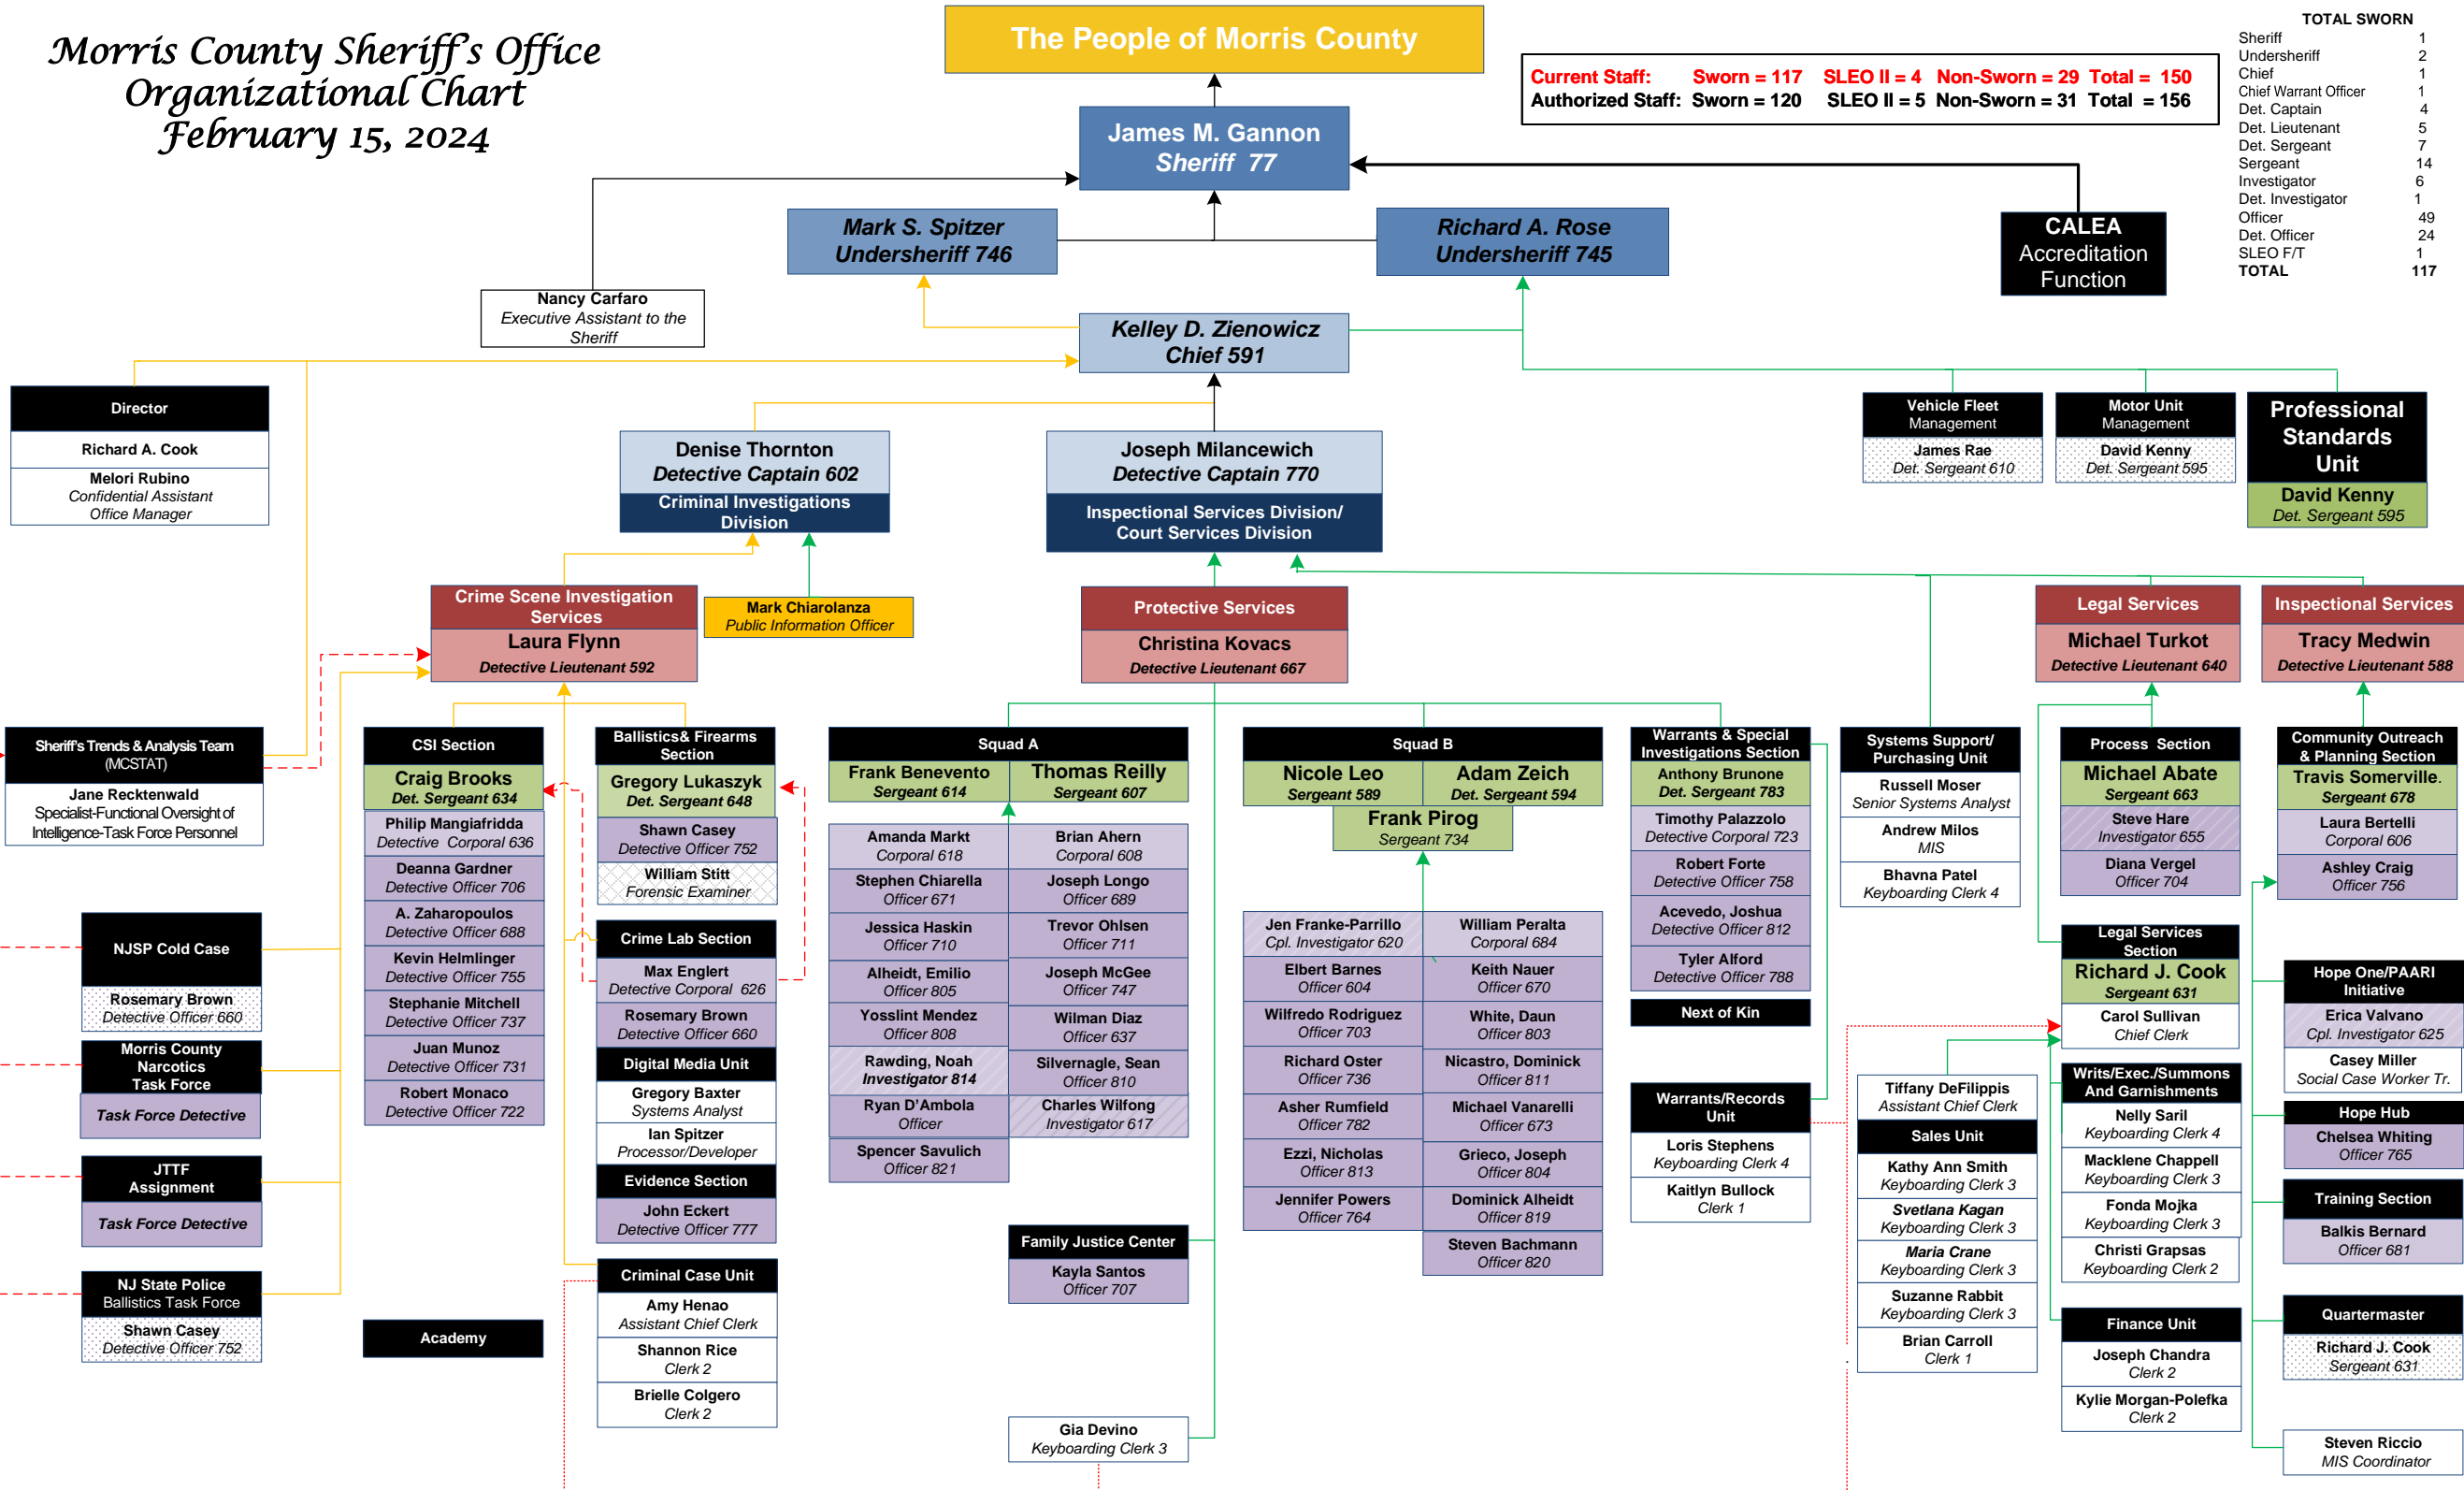 Morris County Sheriff's Office
Organizational Chart
February 15, 2024
The People of Morris County
Current Staff: Sworn = 117 SLEO II = 4 Non-Sworn = 29 Total = 150
Authorized Staff: Sworn = 120 SLEO II = 5 Non-Sworn = 31 Total = 156
TOTAL SWORN
Sheriff 1
Undersheriff 2
Chief 1
Chief Warrant Officer 1
Det. Captain 4
Det. Lieutenant 5
Det. Sergeant 7
Sergeant 14
Investigator 6
Det. Investigator 1
Officer 49
Det. Officer 24
SLEO F/T 1
TOTAL 117
James M. Gannon
Sheriff 77
Mark S. Spitzer
Undersheriff 746
Richard A. Rose
Undersheriff 745
CALEA
Accreditation
Function
Nancy Carfaro
Executive Assistant to the
Sheriff
Kelley D. Zienowicz
Chief 591
Director
Richard A. Cook
Melori Rubino
Confidential Assistant
Office Manager
Denise Thornton
Detective Captain 602
Criminal Investigations
Division
Joseph Milancewich
Detective Captain 770
Inspectional Services Division/
Court Services Division
Vehicle Fleet
Management
James Rae
Det. Sergeant 610
Motor Unit
Management
David Kenny
Det. Sergeant 595
Professional
Standards
Unit
David Kenny
Det. Sergeant 595
Crime Scene Investigation
Services
Laura Flynn
Detective Lieutenant 592
Mark Chiarolanza
Public Information Officer
Protective Services
Christina Kovacs
Detective Lieutenant 667
Legal Services
Michael Turkot
Detective Lieutenant 640
Inspectional Services
Tracy Medwin
Detective Lieutenant 588
Sheriff's Trends & Analysis Team
(MCSTAT)
Jane Recktenwald
Specialist-Functional Oversight of
Intelligence-Task Force Personnel
NJSP Cold Case
Rosemary Brown
Detective Officer 660
Morris County
Narcotics
Task Force
Task Force Detective
JTTF
Assignment
Task Force Detective
NJ State Police
Ballistics Task Force
Shawn Casey
Detective Officer 752
CSI Section
Craig Brooks
Det. Sergeant 634
Philip Mangiafridda
Detective Corporal 636
Deanna Gardner
Detective Officer 706
A. Zaharopoulos
Detective Officer 688
Kevin Helmlinger
Detective Officer 755
Stephanie Mitchell
Detective Officer 737
Juan Munoz
Detective Officer 731
Robert Monaco
Detective Officer 722
Academy
Ballistics& Firearms
Section
Gregory Lukaszyk
Det. Sergeant 648
Shawn Casey
Detective Officer 752
William Stitt
Forensic Examiner
Crime Lab Section
Max Englert
Detective Corporal 626
Rosemary Brown
Detective Officer 660
Digital Media Unit
Gregory Baxter
Systems Analyst
Ian Spitzer
Processor/Developer
Evidence Section
John Eckert
Detective Officer 777
Criminal Case Unit
Amy Henao
Assistant Chief Clerk
Shannon Rice
Clerk 2
Brielle Colgero
Clerk 2
Squad A
Frank Benevento
Sergeant 614
Thomas Reilly
Sergeant 607
Amanda Markt
Corporal 618
Stephen Chiarella
Officer 671
Jessica Haskin
Officer 710
Alheidt, Emilio
Officer 805
Yosslint Mendez
Officer 808
Rawding, Noah
Investigator 814
Ryan D'Ambola
Officer
Spencer Savulich
Officer 821
Brian Ahern
Corporal 608
Joseph Longo
Officer 689
Trevor Ohlsen
Officer 711
Joseph McGee
Officer 747
Wilman Diaz
Officer 637
Silvernagle, Sean
Officer 810
Charles Wilfong
Investigator 617
Family Justice Center
Kayla Santos
Officer 707
Gia Devino
Keyboarding Clerk 3
Squad B
Nicole Leo
Sergeant 589
Adam Zeich
Det. Sergeant 594
Frank Pirog
Sergeant 734
Jen Franke-Parrillo
Cpl. Investigator 620
Elbert Barnes
Officer 604
Wilfredo Rodriguez
Officer 703
Richard Oster
Officer 736
Asher Rumfield
Officer 782
Ezzi, Nicholas
Officer 813
Jennifer Powers
Officer 764
William Peralta
Corporal 684
Keith Nauer
Officer 670
White, Daun
Officer 803
Nicastro, Dominick
Officer 811
Michael Vanarelli
Officer 673
Grieco, Joseph
Officer 804
Dominick Alheidt
Officer 819
Steven Bachmann
Officer 820
Warrants & Special
Investigations Section
Anthony Brunone
Det. Sergeant 783
Timothy Palazzolo
Detective Corporal 723
Robert Forte
Detective Officer 758
Acevedo, Joshua
Detective Officer 812
Tyler Alford
Detective Officer 788
Next of Kin
Warrants/Records
Unit
Loris Stephens
Keyboarding Clerk 4
Kaitlyn Bullock
Clerk 1
Systems Support/
Purchasing Unit
Russell Moser
Senior Systems Analyst
Andrew Milos
MIS
Bhavna Patel
Keyboarding Clerk 4
Tiffany DeFilippis
Assistant Chief Clerk
Sales Unit
Kathy Ann Smith
Keyboarding Clerk 3
Svetlana Kagan
Keyboarding Clerk 3
Maria Crane
Keyboarding Clerk 3
Suzanne Rabbit
Keyboarding Clerk 3
Brian Carroll
Clerk 1
Process Section
Michael Abate
Sergeant 663
Steve Hare
Investigator 655
Diana Vergel
Officer 704
Legal Services
Section
Richard J. Cook
Sergeant 631
Carol Sullivan
Chief Clerk
Writs/Exec./Summons
And Garnishments
Nelly Saril
Keyboarding Clerk 4
Macklene Chappell
Keyboarding Clerk 3
Fonda Mojka
Keyboarding Clerk 3
Christi Grapsas
Keyboarding Clerk 2
Finance Unit
Joseph Chandra
Clerk 2
Kylie Morgan-Polefka
Clerk 2
Community Outreach
& Planning Section
Travis Somerville.
Sergeant 678
Laura Bertelli
Corporal 606
Ashley Craig
Officer 756
Hope One/PAARI
Initiative
Erica Valvano
Cpl. Investigator 625
Casey Miller
Social Case Worker Tr.
Hope Hub
Chelsea Whiting
Officer 765
Training Section
Balkis Bernard
Officer 681
Quartermaster
Richard J. Cook
Sergeant 631
Steven Riccio
MIS Coordinator